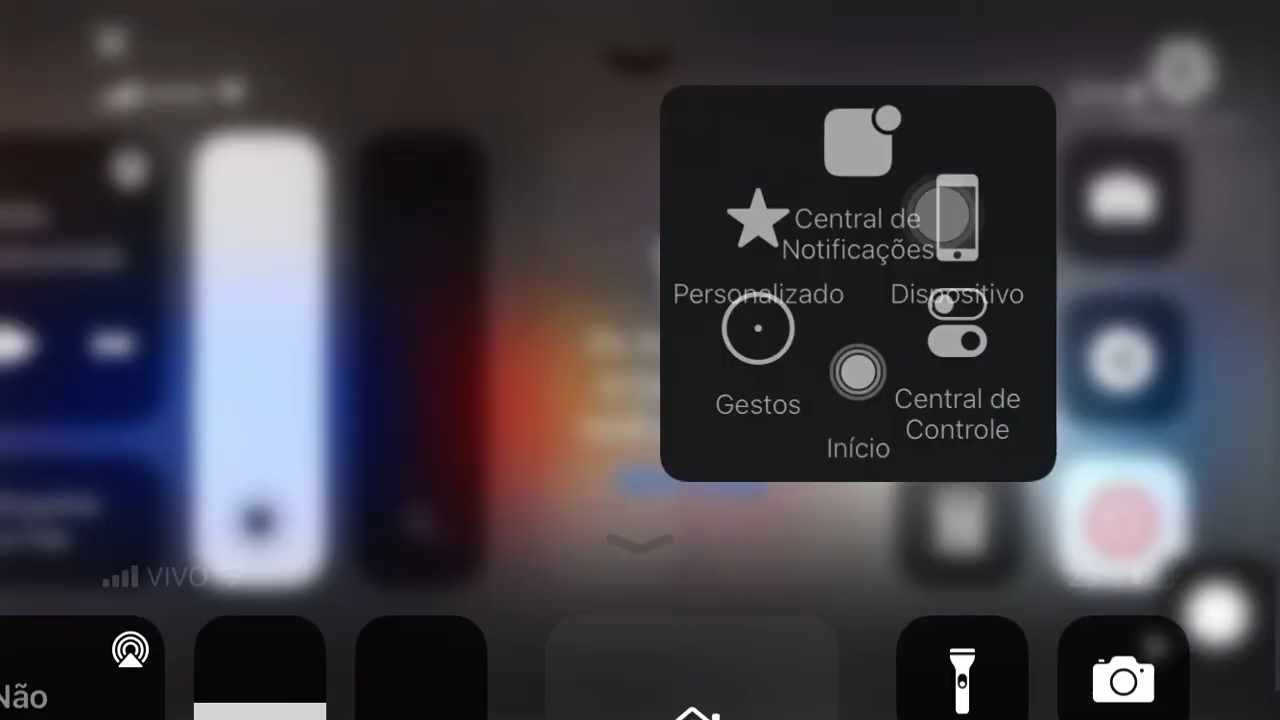 Central de
Notificações
Personalizado
Dispositivo
Gestos
Central de
Controle
Início
VIVO
Não